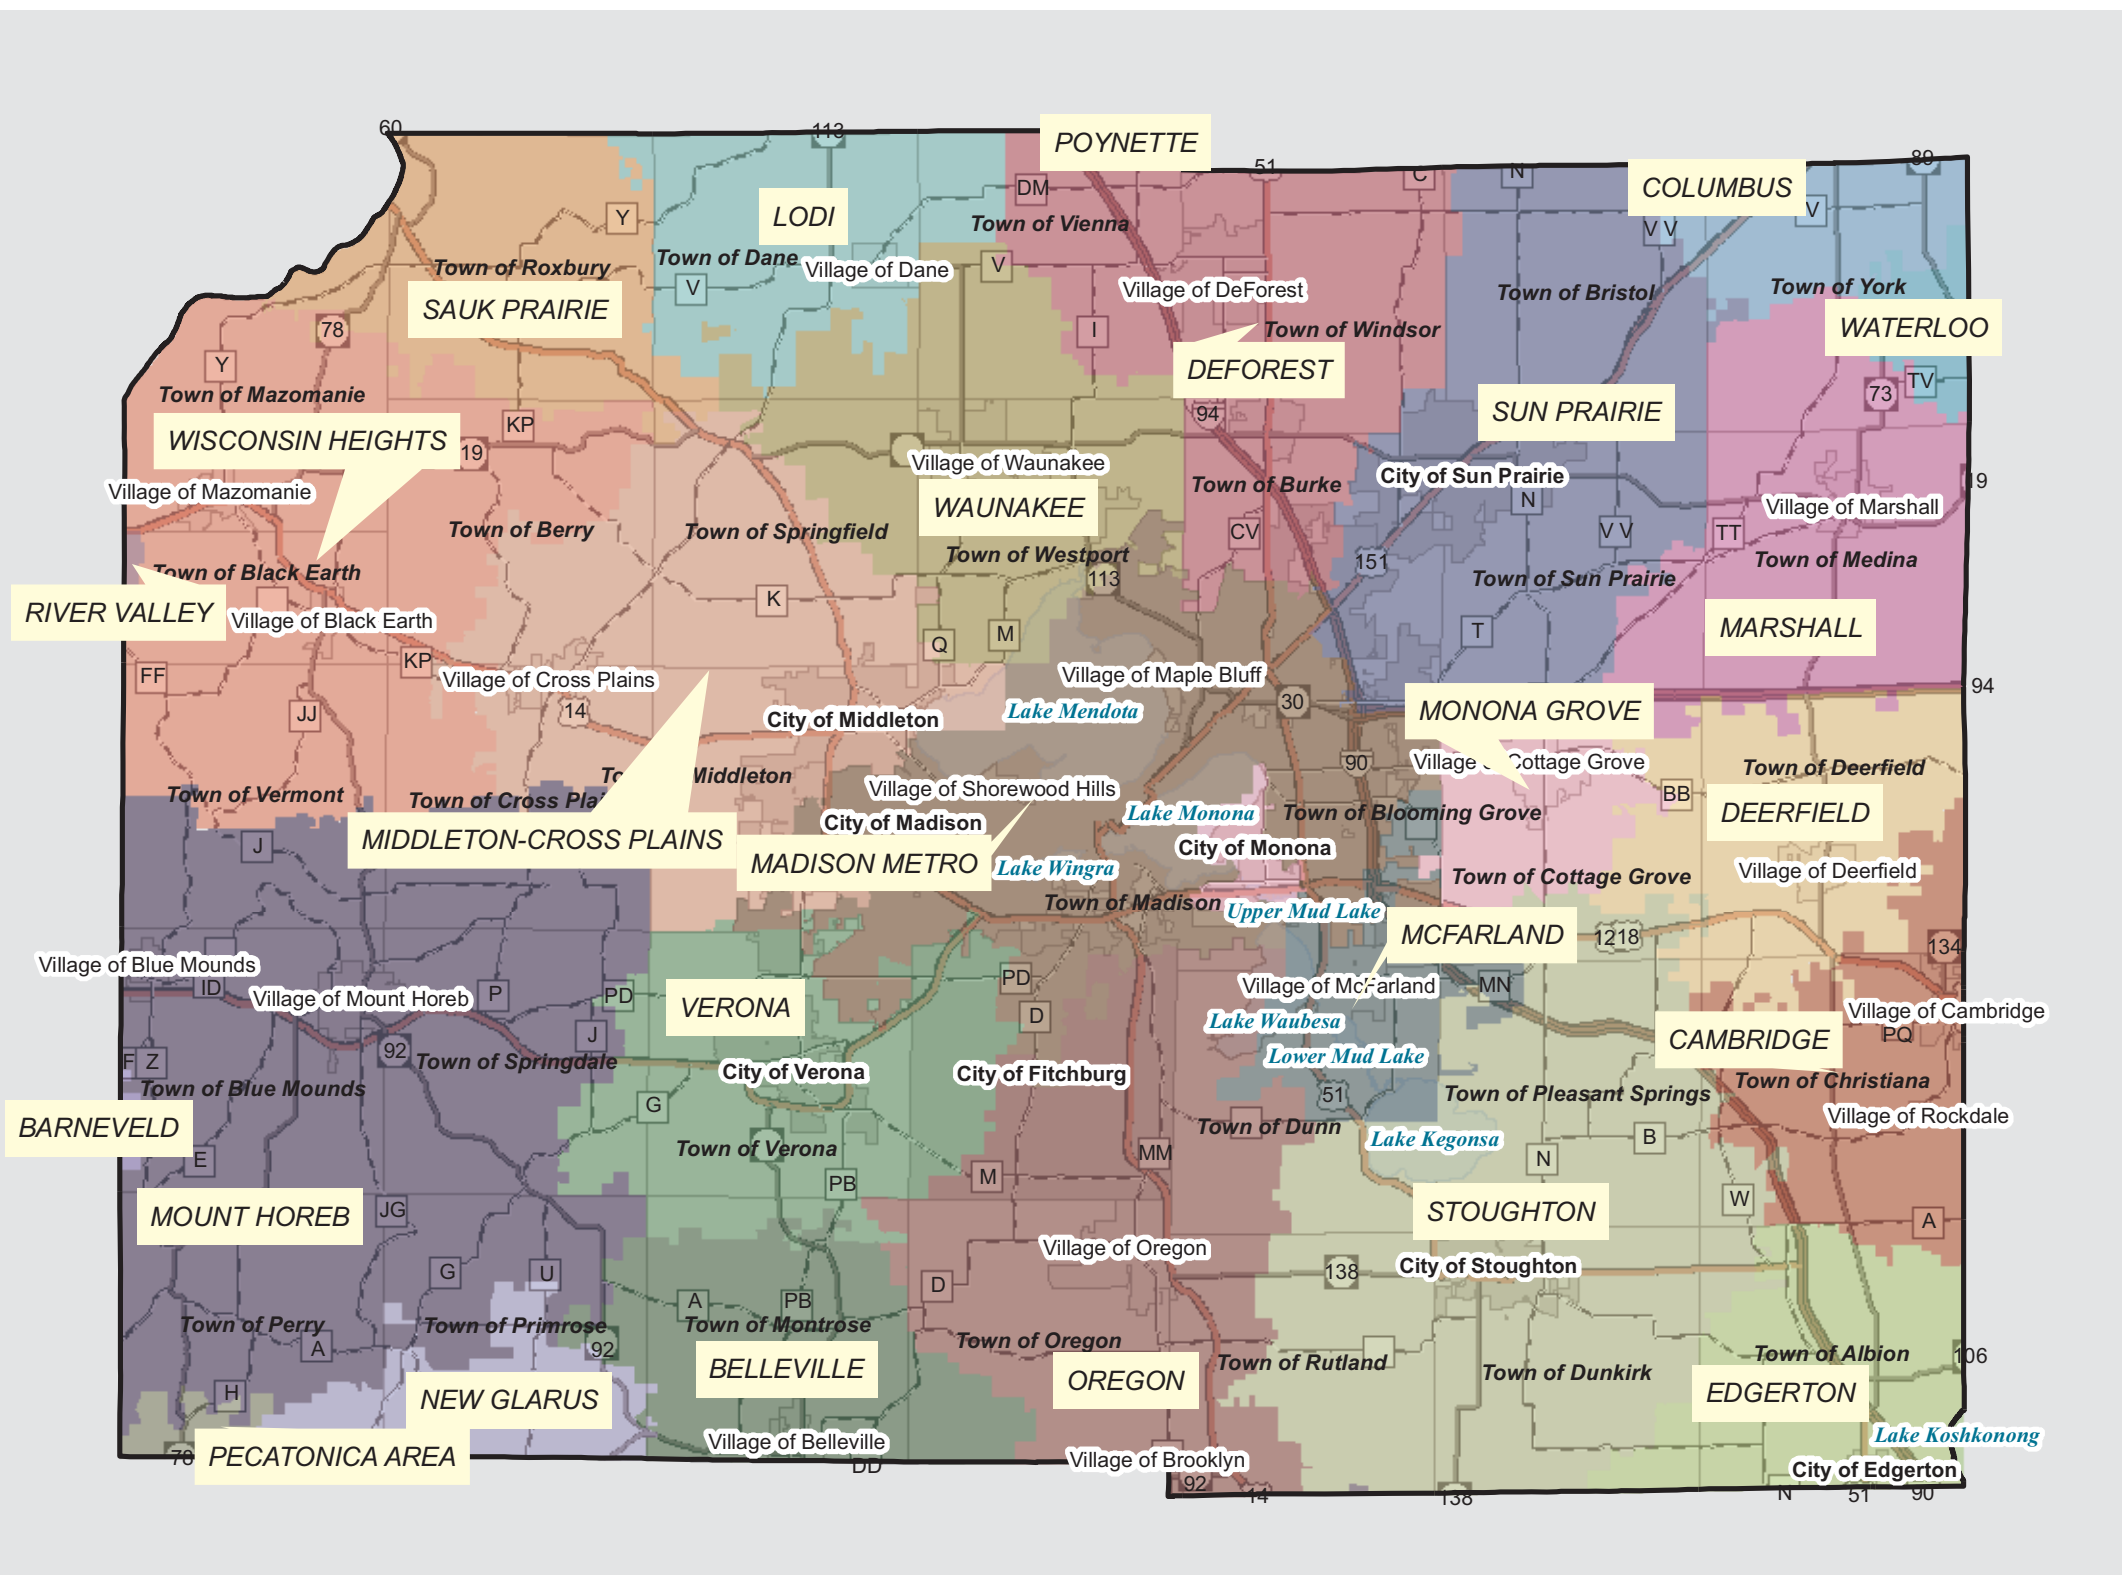 60
113
POYNETTE
51
C
N
COLUMBUS
89
DM
Y
LODI
Town of Vienna
V
V V
Town of Dane
Village of Dane
V
Town of Roxbury
V
Village of DeForest
Town of Bristol
Town of York
SAUK PRAIRIE
78
I
Town of Windsor
WATERLOO
Y
DEFOREST
TV
Town of Mazomanie
73
94
SUN PRAIRIE
KP
WISCONSIN HEIGHTS
19
Village of Waunakee
City of Sun Prairie
19
Village of Mazomanie
Town of Burke
N
WAUNAKEE
Village of Marshall
Town of Berry
Town of Springfield
CV
V V
TT
Town of Westport
151
Town of Medina
Town of Black Earth
113
Town of Sun Prairie
K
RIVER VALLEY
Village of Black Earth
T
MARSHALL
Q
M
KP
FF
Village of Cross Plains
Village of Maple Bluff
94
JJ
14
City of Middleton
Lake Mendota
30
MONONA GROVE
90
Village of Cottage Grove
Town of Middleton
Town of Deerfield
Town of Vermont
Town of Cross Plai
Village of Shorewood Hills
BB
Lake Monona
Town of Blooming Grove
DEERFIELD
City of Madison
MIDDLETON-CROSS PLAINS
J
City of Monona
MADISON METRO
Lake Wingra
Village of Deerfield
Town of Cottage Grove
Town of Madison
Upper Mud Lake
MCFARLAND
1218
134
Village of Blue Mounds
ID
Village of Mount Horeb
P
PD
PD
Village of McFarland
MN
VERONA
D
Village of Cambridge
Lake Waubesa
PQ
J
CAMBRIDGE
92
Town of Springdale
F
Z
City of Verona
City of Fitchburg
Lower Mud Lake
Town of Blue Mounds
Town of Christiana
51
Town of Pleasant Springs
G
BARNEVELD
Village of Rockdale
Town of Dunn
B
Town of Verona
Lake Kegonsa
MM
E
N
M
PB
W
MOUNT HOREB
JG
STOUGHTON
A
Village of Oregon
G
U
138
City of Stoughton
D
A
PB
Town of Perry
Town of Primrose
Town of Montrose
A
92
Town of Oregon
Town of Rutland
Town of Albion
106
BELLEVILLE
Town of Dunkirk
OREGON
H
NEW GLARUS
EDGERTON
Village of Belleville
Lake Koshkonong
78
PECATONICA AREA
DD
Village of Brooklyn
City of Edgerton
92
14
138
N
51
90